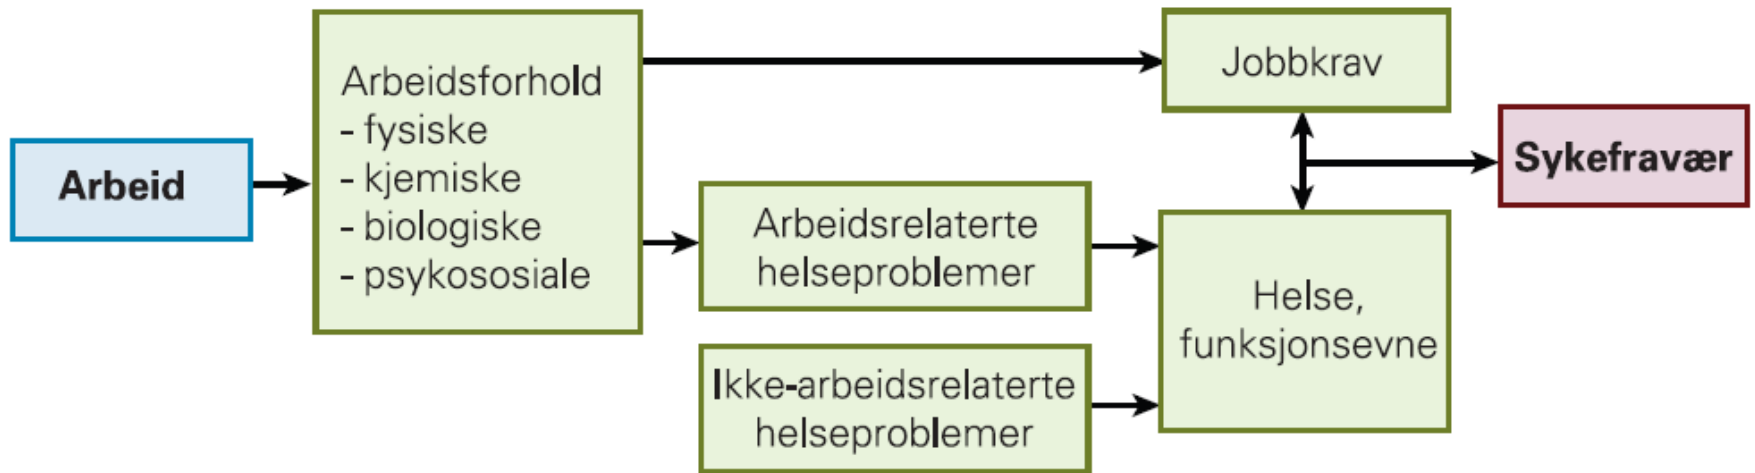 Arbeid
Arbeidsforhold
- fysiske
- kjemiske
- biologiske
- psykososiale
Arbeidsrelaterte
helseproblemer
Ikke-arbeidsrelaterte
helseproblemer
Jobbkrav
Helse,
funksjonsevne
Sykefravær